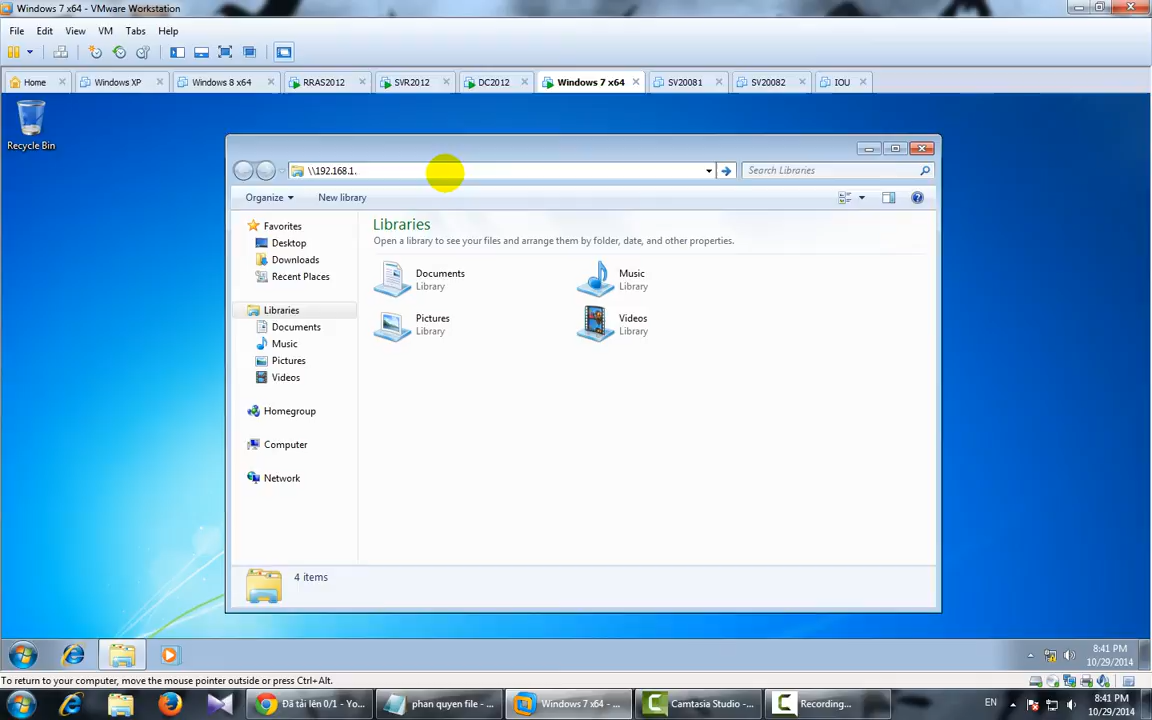 Windows 7 x64 - VMware Workstation
File Edit View VM Tabs Help
Home Windows XP Windows 8 x64 RRAS2012 SVR2012 DC2012 Windows 7 x64 SV20081 SV20082 IOU
Recycle Bin
\\192.168.1.
Search Libraries
Organize New library
Favorites
Desktop
Downloads
Recent Places
Libraries
Documents
Music
Pictures
Videos
Homegroup
Computer
Network
Libraries
Open a library to see your files and arrange them by folder, date, and other properties.
Documents
Library
Music
Library
Pictures
Library
Videos
Library
4 items
8:41 PM
10/29/2014
To return to your computer, move the mouse pointer outside or press Ctrl+Alt.
Đã tải lên 0/1 - Yo...
phan quyen file - ...
Windows 7 x64 - ...
Camtasia Studio - ...
Recording...
EN
8:41 PM
10/29/2014